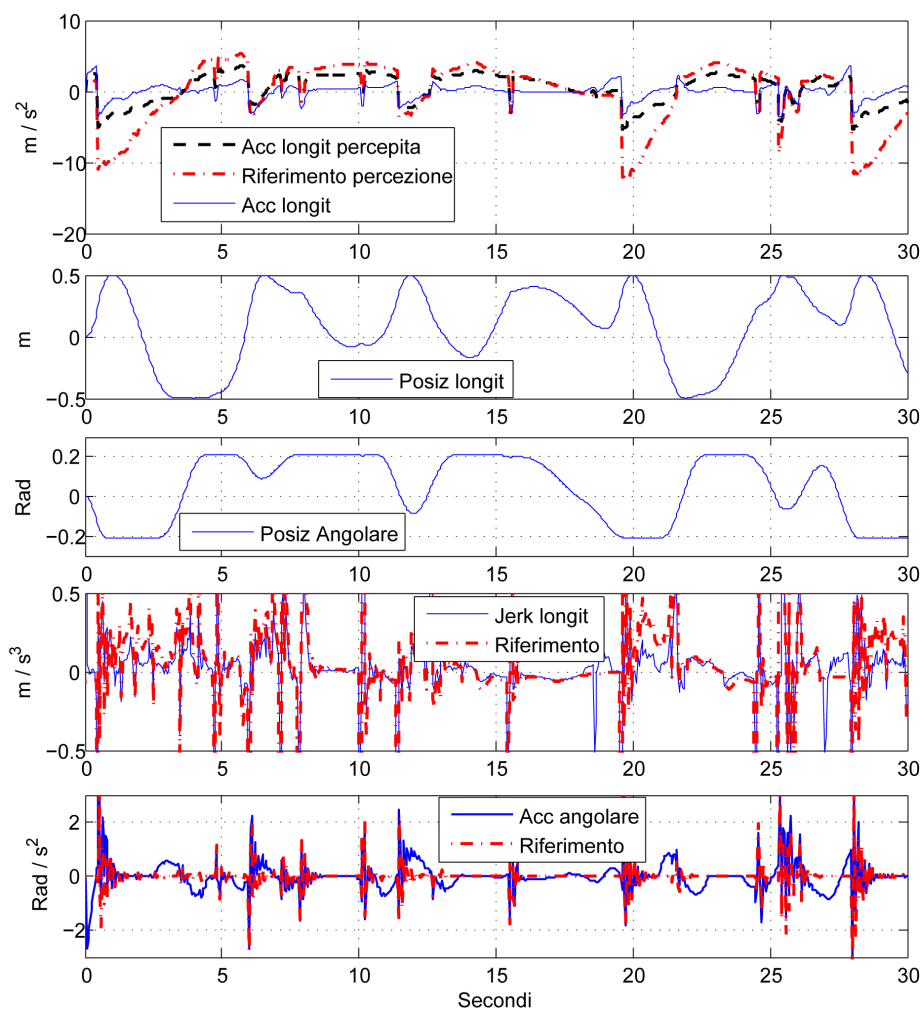 10
0
−10
−20
m / s2
Acc longit percepita
Riferimento percezione
Acc longit
0 5 10 15 20 25 30
0.5
0
−0.5
m
Posiz longit
0 5 10 15 20 25 30
0.2
0
−0.2
Rad
Posiz Angolare
0 5 10 15 20 25 30
0.5
0
−0.5
m / s3
Jerk longit
Riferimento
0 5 10 15 20 25 30
2
0
−2
Rad / s2
Acc angolare
Riferimento
0 5 10 15 20 25 30
Secondi